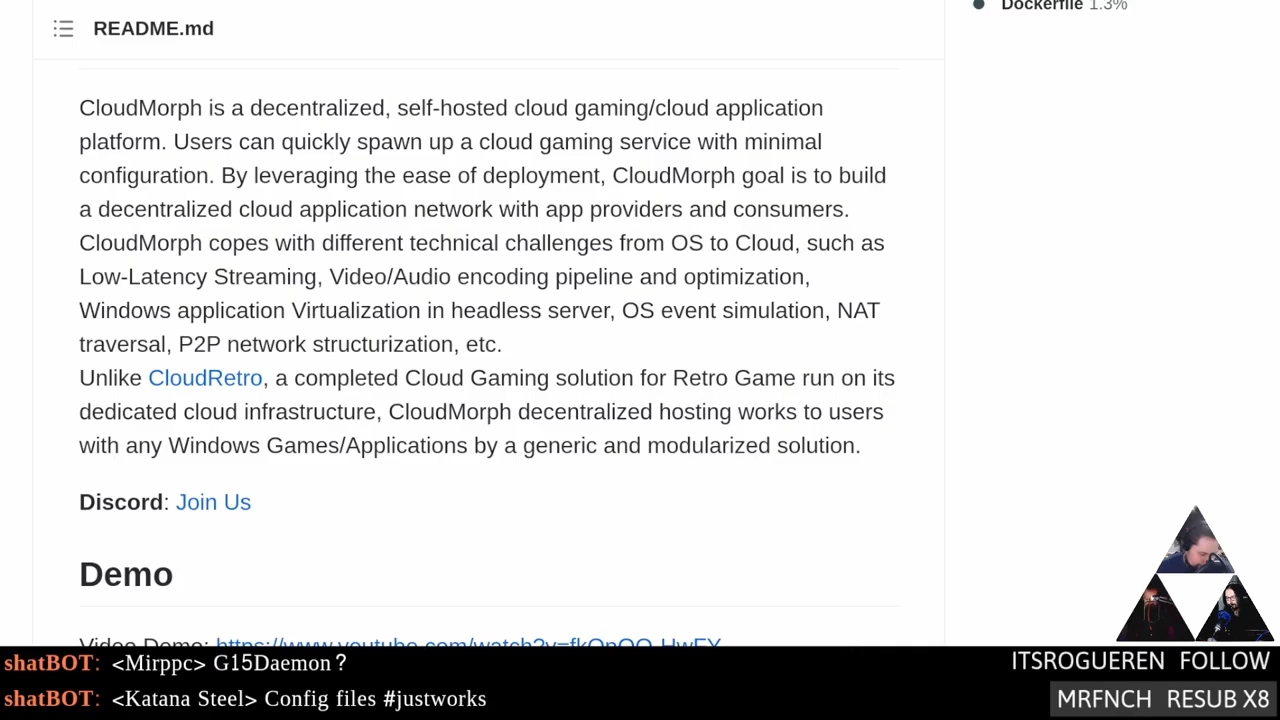 Dockerfile 1.3%
README.md
CloudMorph is a decentralized, self-hosted cloud gaming/cloud application
platform. Users can quickly spawn up a cloud gaming service with minimal
configuration. By leveraging the ease of deployment, CloudMorph goal is to build
a decentralized cloud application network with app providers and consumers.
CloudMorph copes with different technical challenges from OS to Cloud, such as
Low-Latency Streaming, Video/Audio encoding pipeline and optimization,
Windows application Virtualization in headless server, OS event simulation, NAT
traversal, P2P network structurization, etc.
Unlike CloudRetro, a completed Cloud Gaming solution for Retro Game run on its
dedicated cloud infrastructure, CloudMorph decentralized hosting works to users
with any Windows Games/Applications by a generic and modularized solution.
Discord: Join Us
Demo
Video Demo:
shatBOT: <Mirppc> G15Daemon?
ITSROGUEREN FOLLOW
shatBOT: <Katana Steel> Config files #justworks
MRFNCH RESUB X8